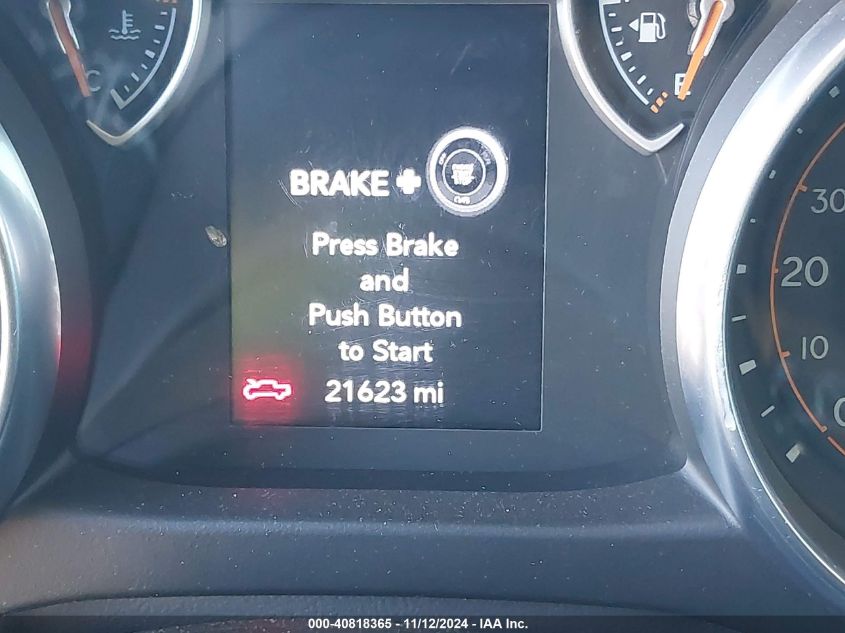 C
E
BRAKE +
Press Brake
and
Push Button
to Start
21623 mi
30
20
10
0
000-40818365 - 11/12/2024 - IAA Inc.